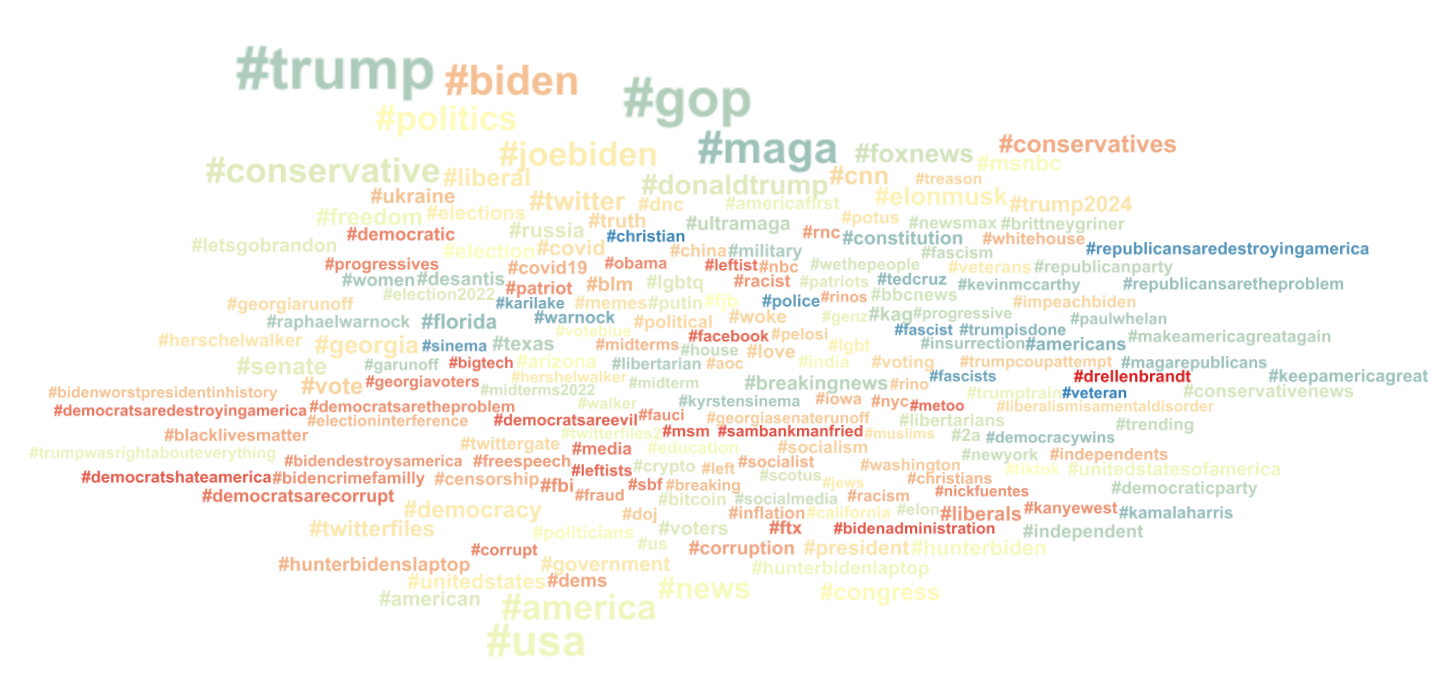 #trump #biden #gop
#politics
#conservative #liberal #joebiden #maga #foxnews #msnbc #conservatives
#ukraine #twitter #dnc #donaldtrump #americafirst #cnn #elonmusk #treason #trump2024
#freedom #elections #russia #truth #ultramaga #potus #newsmax #brittneygriner
#letsgobrandon #democratic #election #covid #christian #china #military #rnc #constitution #fascism #whitehouse #republicansaredestroyingamerica
#progressives #women #desantis #covid19 #patriot #obama #blm #lgbtq #leftist #nbc #racist #wethepeople #patriots #tedcruz #veterans #kevinmccarthy #republicanparty #republicansaretheproblem
#georgiarunoff #election2022 #karilake #memes #putin #fjb #police #rinos #bbcnews #impeachbiden
#raphaelwarnock #florida #warnock #political #woke #genz #kag #progressive #paulwhelan
#herschelwalker #georgia #sinema #voteblue #texas #midterms #facebook #house #love #pelosi #lgbt #fascist #insurrection #trumpisdone #americans #makeamericagreatagain
#senate #garunoff #bigtech #arizona #libertarian #aoc #india #voting #trumpcoupattempt #magarepublicans
#bidenworstpresidentinhistory #vote #georgiavoters #midterms2022 #hershelwalker #midterm #breakingnews #rino #fascists #trumptrain #drellenbrandt #veteran #conservativenews #keepamericagreat
#democratsaredestroyingamerica #democratsaretheproblem #electioninterference #democratsareevil #walker #fauci #kyrstensinema #georgiasenaterunoff #iowa #nyc #metoo #libertarians #liberalismisamentaldisorder #trending
#blacklivesmatter #twittergate #twitterfiles2 #msm #sambankmanfried #muslims #2a #democracywins
#trumpwasrightabouteverything #bidendestroysamerica #freespeech #media #education #socialism #newyork #independents
#democratshateamerica #bidencrimefamilly #censorship #leftists #crypto #left #socialist #scotus #washington #christians #tiktok #unitedstatesofamerica
#democratsarecorrupt #fbi #fraud #sbf #breaking #bitcoin #socialmedia #jews #racism #nickfuentes #democraticparty
#twitterfiles #democracy #politicians #doj #voters #inflation #california #elon #liberals #kanyewest #kamalaharris
#corrupt #us #ftx #bidenadministration #independent
#hunterbidenslaptop #government #corruption #hunterbidenlaptop #president #hunterbiden
#unitedstates #dems
#american #america #news #congress
#usa